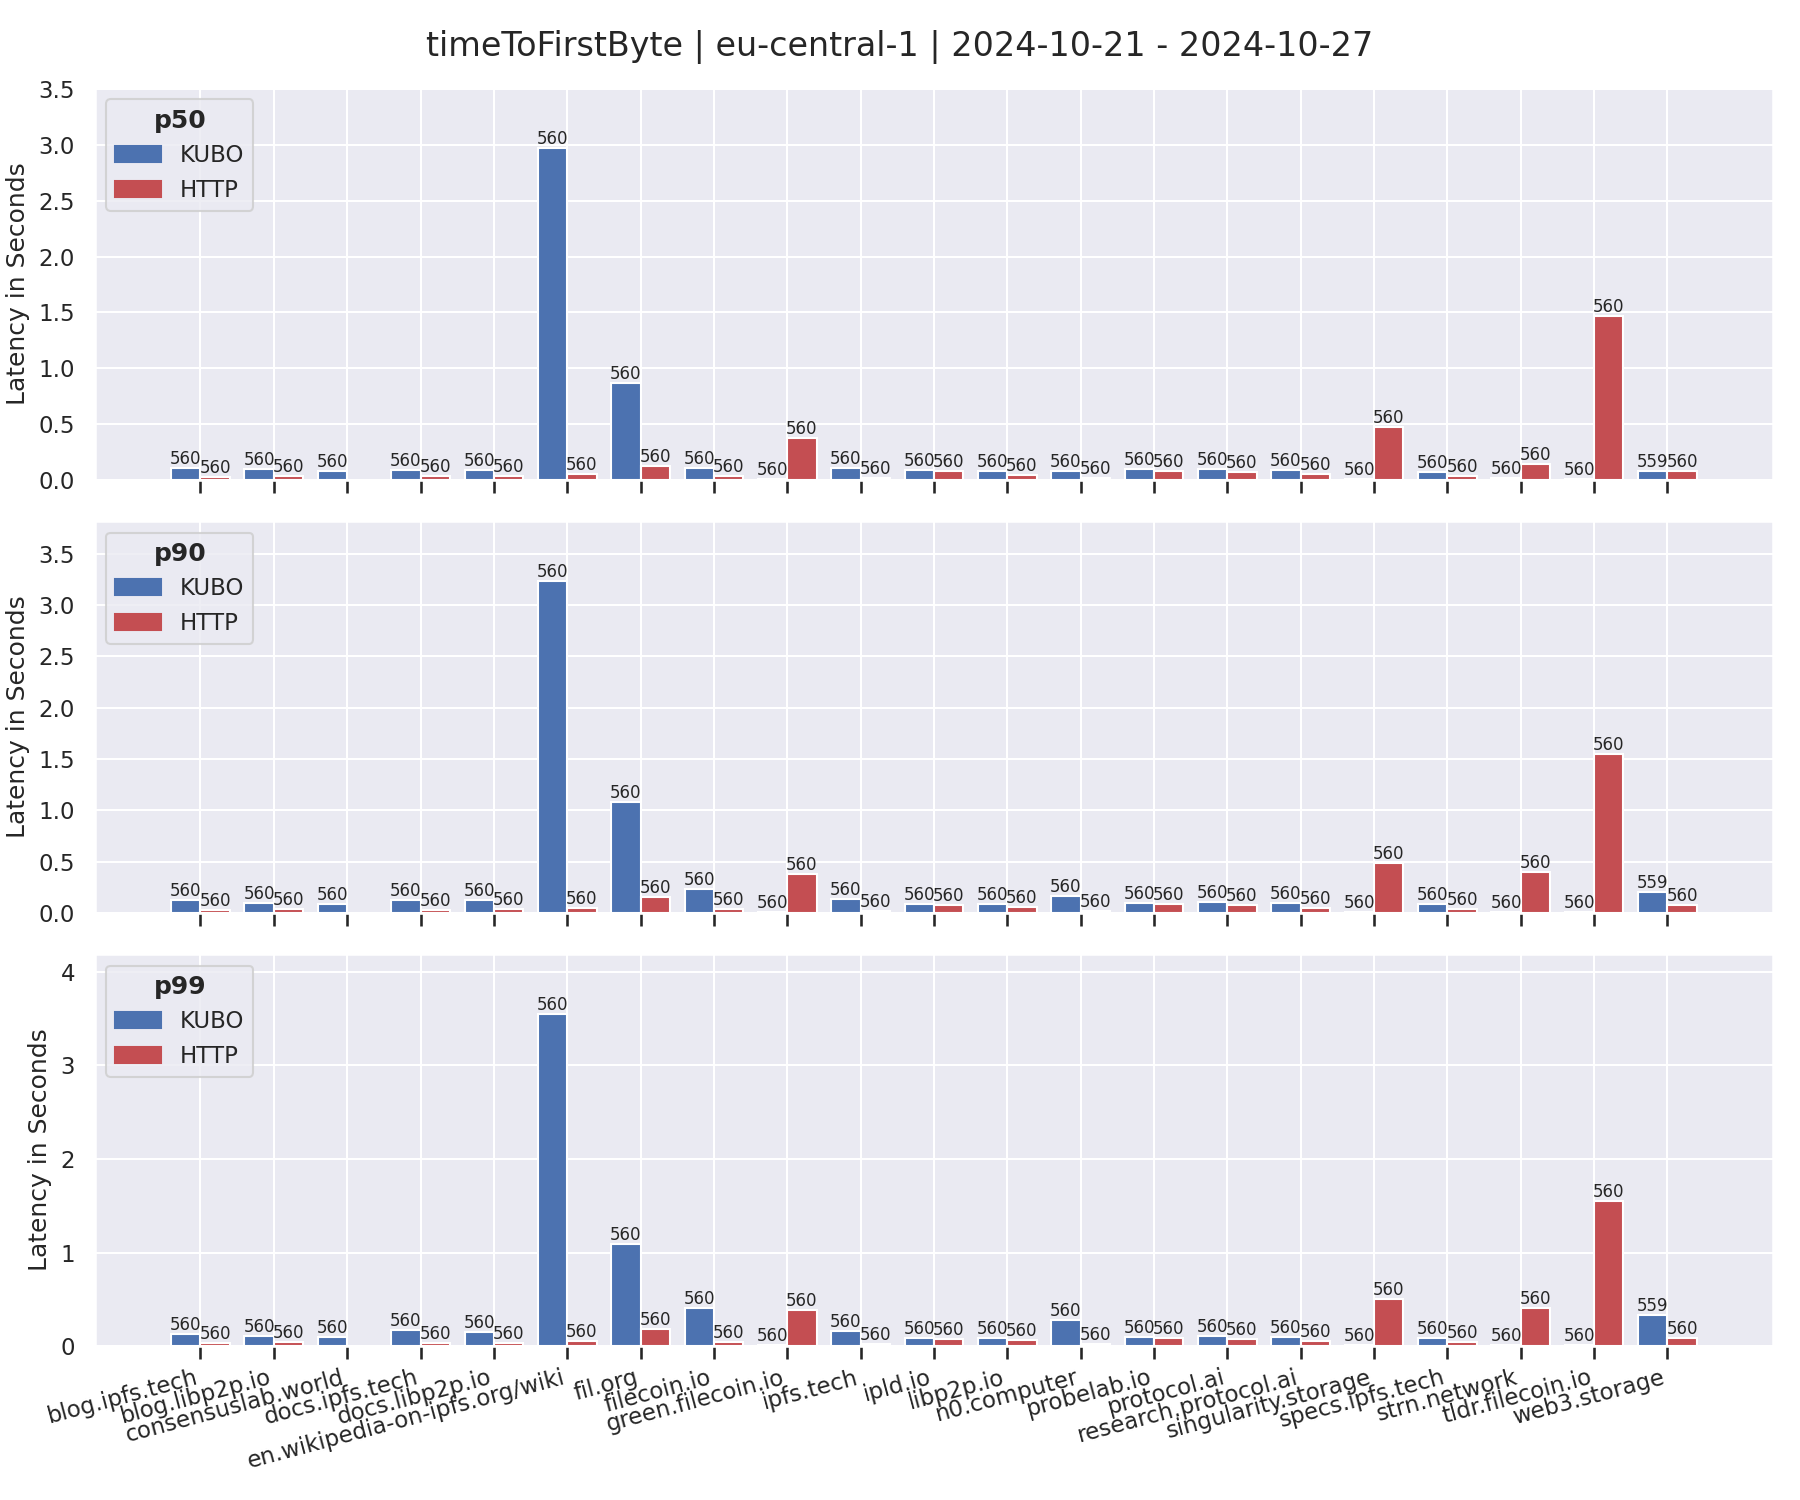 timeToFirstByte | eu-central-1 | 2024-10-21 - 2024-10-27
Latency in Seconds
3.5
3.0
2.5
2.0
1.5
1.0
0.5
0.0
p50
KUBO
HTTP
560 560 560 560 560 560 560 560 560 560 560 560 560 560 560 560 560 560 560 560 560 560 560 560 560 560 560 560 560 560 560 560 560 560 560 560 560 560 560 559 560
Latency in Seconds
3.5
3.0
2.5
2.0
1.5
1.0
0.5
0.0
p90
KUBO
HTTP
560 560 560 560 560 560 560 560 560 560 560 560 560 560 560 560 560 560 560 560 560 560 560 560 560 560 560 560 560 560 560 560 560 560 560 560 560 560 560 559 560
Latency in Seconds
4
3
2
1
0
p99
KUBO
HTTP
560 560 560 560 560 560 560 560 560 560 560 560 560 560 560 560 560 560 560 560 560 560 560 560 560 560 560 560 560 560 560 560 560 560 560 560 560 560 560 559 560
blog.ipfs.tech
blog.libp2p.io
consensuslab.world
docs.ipfs.tech
docs.libp2p.io
en.wikipedia-on-ipfs.org/wiki
fil.org
filecoin.io
green.filecoin.io
ipfs.tech
ipld.io
libp2p.io
n0.computer
probelab.io
protocol.ai
research.protocol.ai
singularity.storage
specs.ipfs.tech
strn.network
tldr.filecoin.io
web3.storage